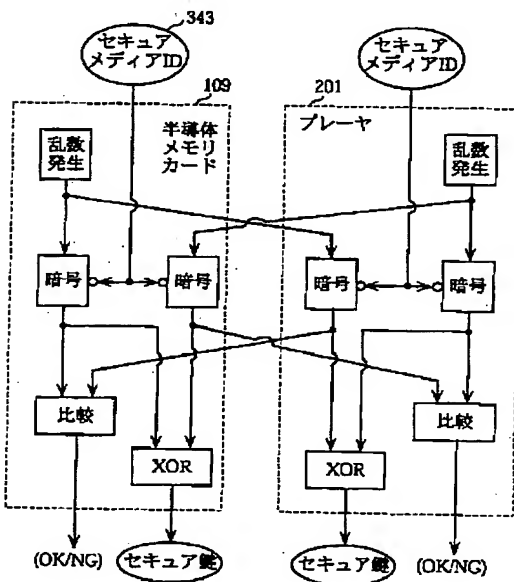 343
セキュア
メディアID
セキュア
メディアID
109
半導体
メモリ
カード
201
プレーヤ
乱数
発生
乱数
発生
暗号
暗号
暗号
暗号
比較
比較
XOR
XOR
(OK/NG)
セキュア鍵
セキュア鍵
(OK/NG)